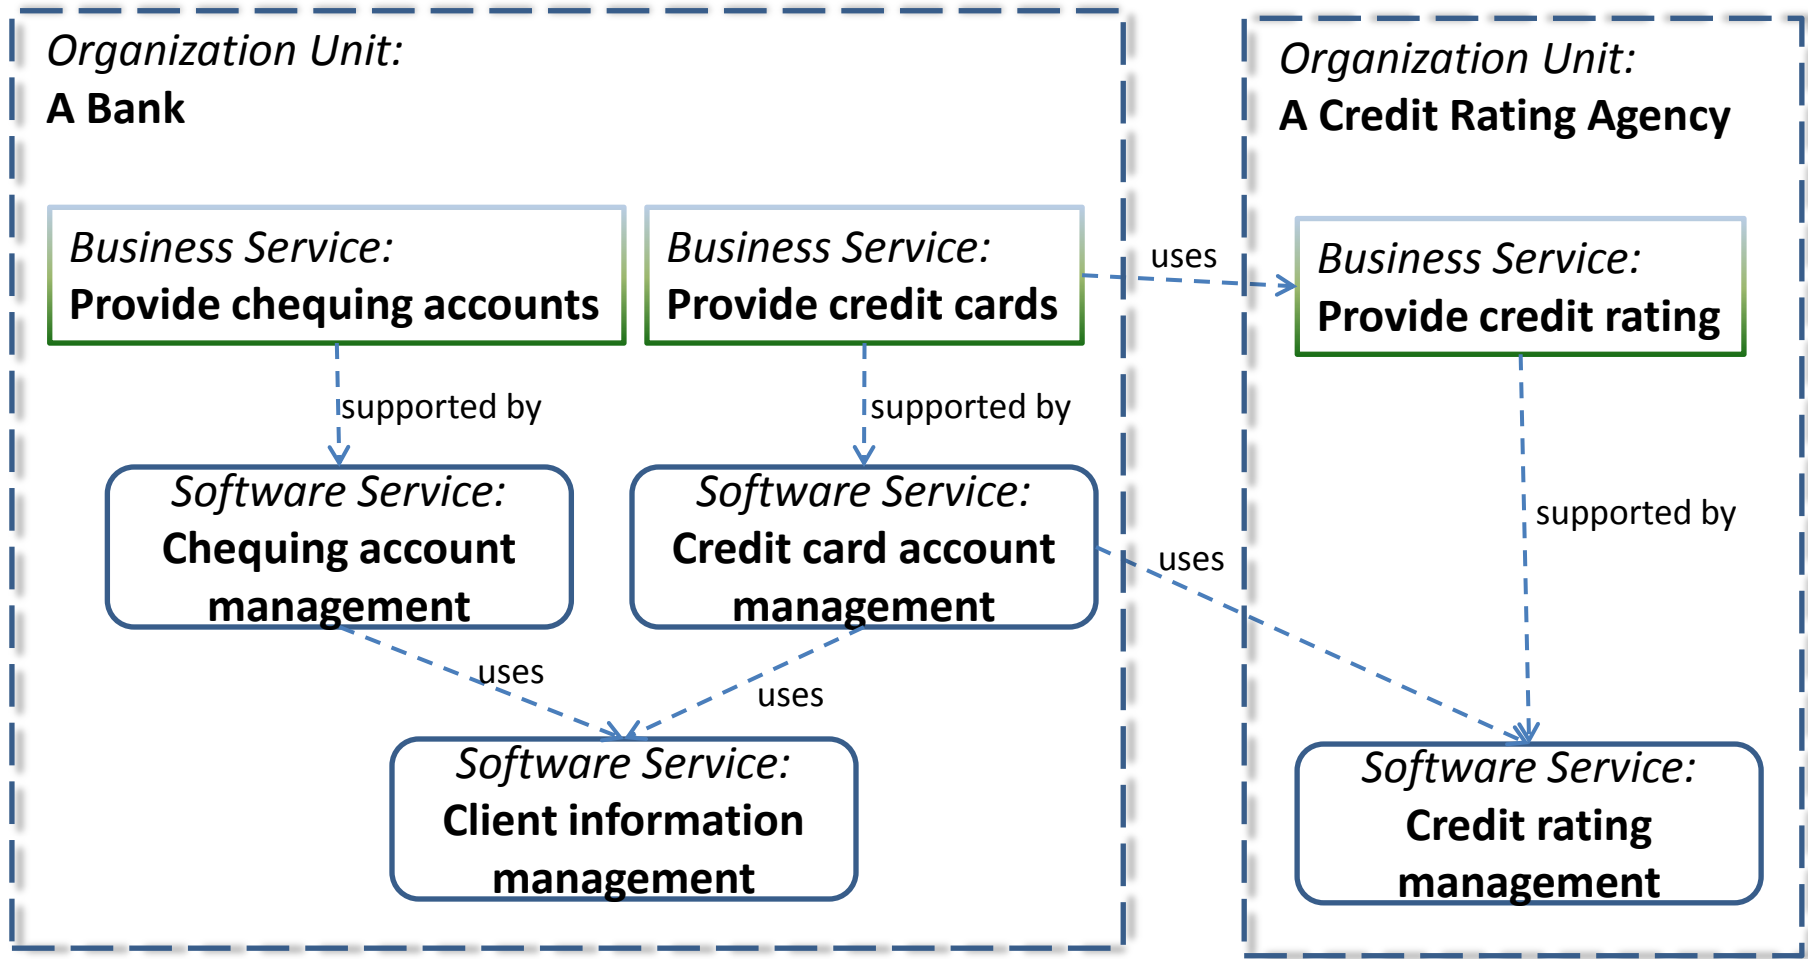 Organization Unit:
A Bank
Business Service:
Provide chequing accounts
Business Service:
Provide credit cards
supported by
supported by
Software Service:
Chequing account
management
Software Service:
Credit card account
management
uses
uses
Software Service:
Client information
management
uses
uses
Organization Unit:
A Credit Rating Agency
Business Service:
Provide credit rating
supported by
Software Service:
Credit rating
management